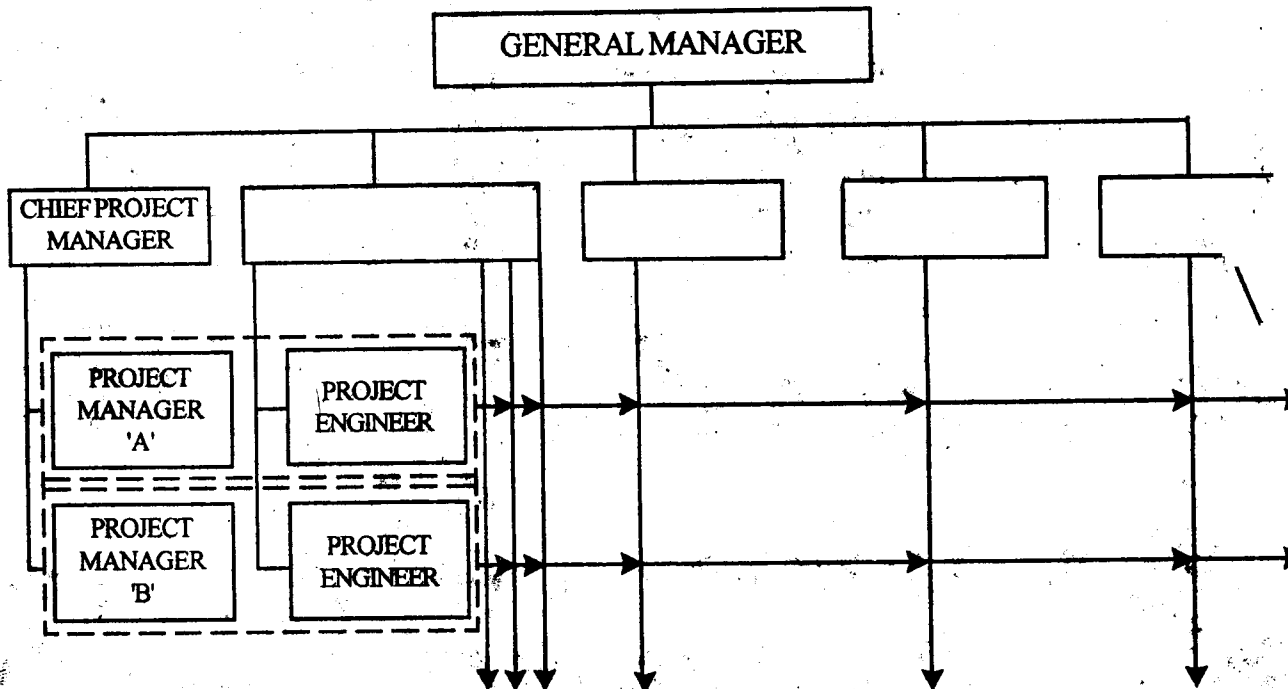 GENERAL MANAGER
CHIEF PROJECT
MANAGER
PROJECT
MANAGER
'A'
PROJECT
ENGINEER
PROJECT
MANAGER
'B'
PROJECT
ENGINEER